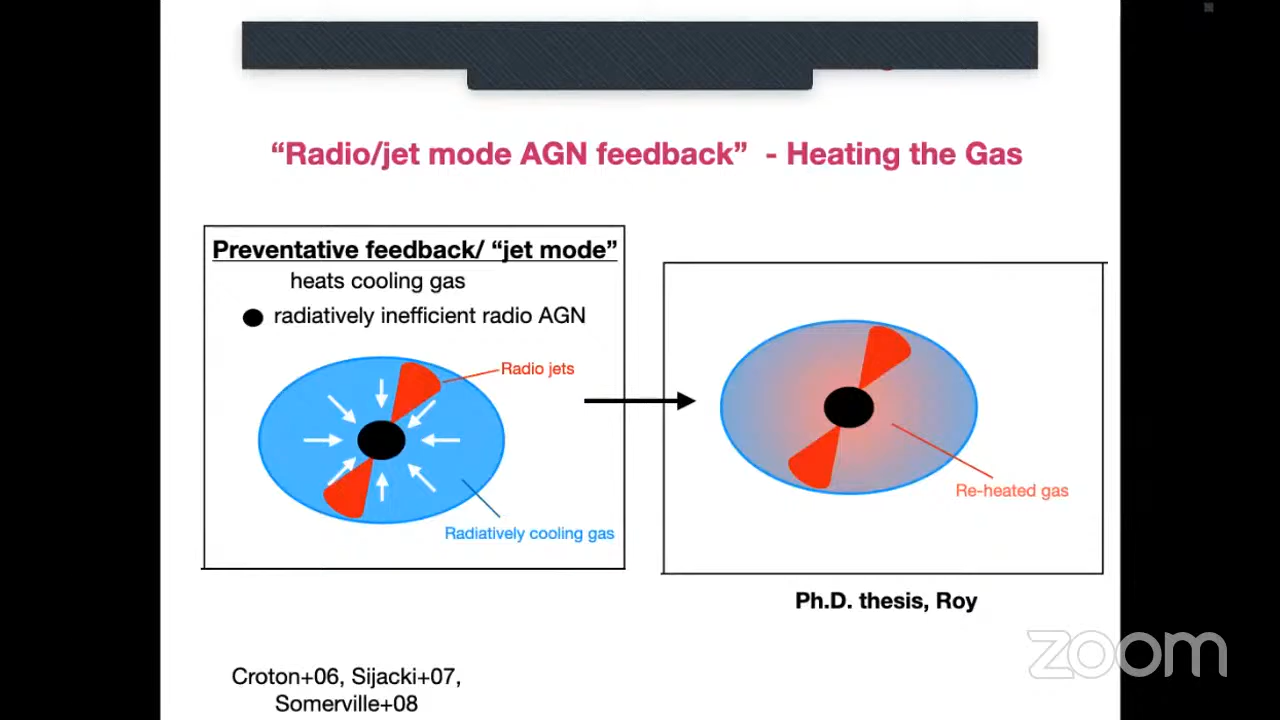 “Radio/jet mode AGN feedback”  - Heating the Gas
Preventative feedback/ “jet mode”
heats cooling gas
radiatively inefficient radio AGN
Radio jets
Radiatively cooling gas
Re-heated gas
Ph.D. thesis, Roy
Croton+06, Sijacki+07,
Somerville+08
zoom